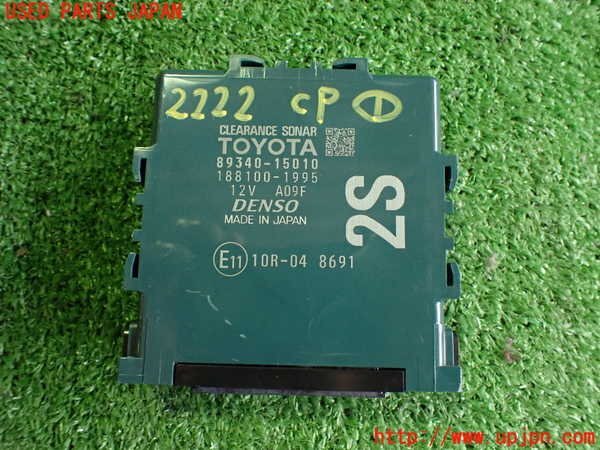 USED PARTS JAPAN
2222 CP ①
CLEARANCE SONAR
TOYOTA
89340-15010
188100-1995
12V A09F
DENSO
MADE IN JAPAN
2S
E11 10R-04 8691
http://www.upjpn.com